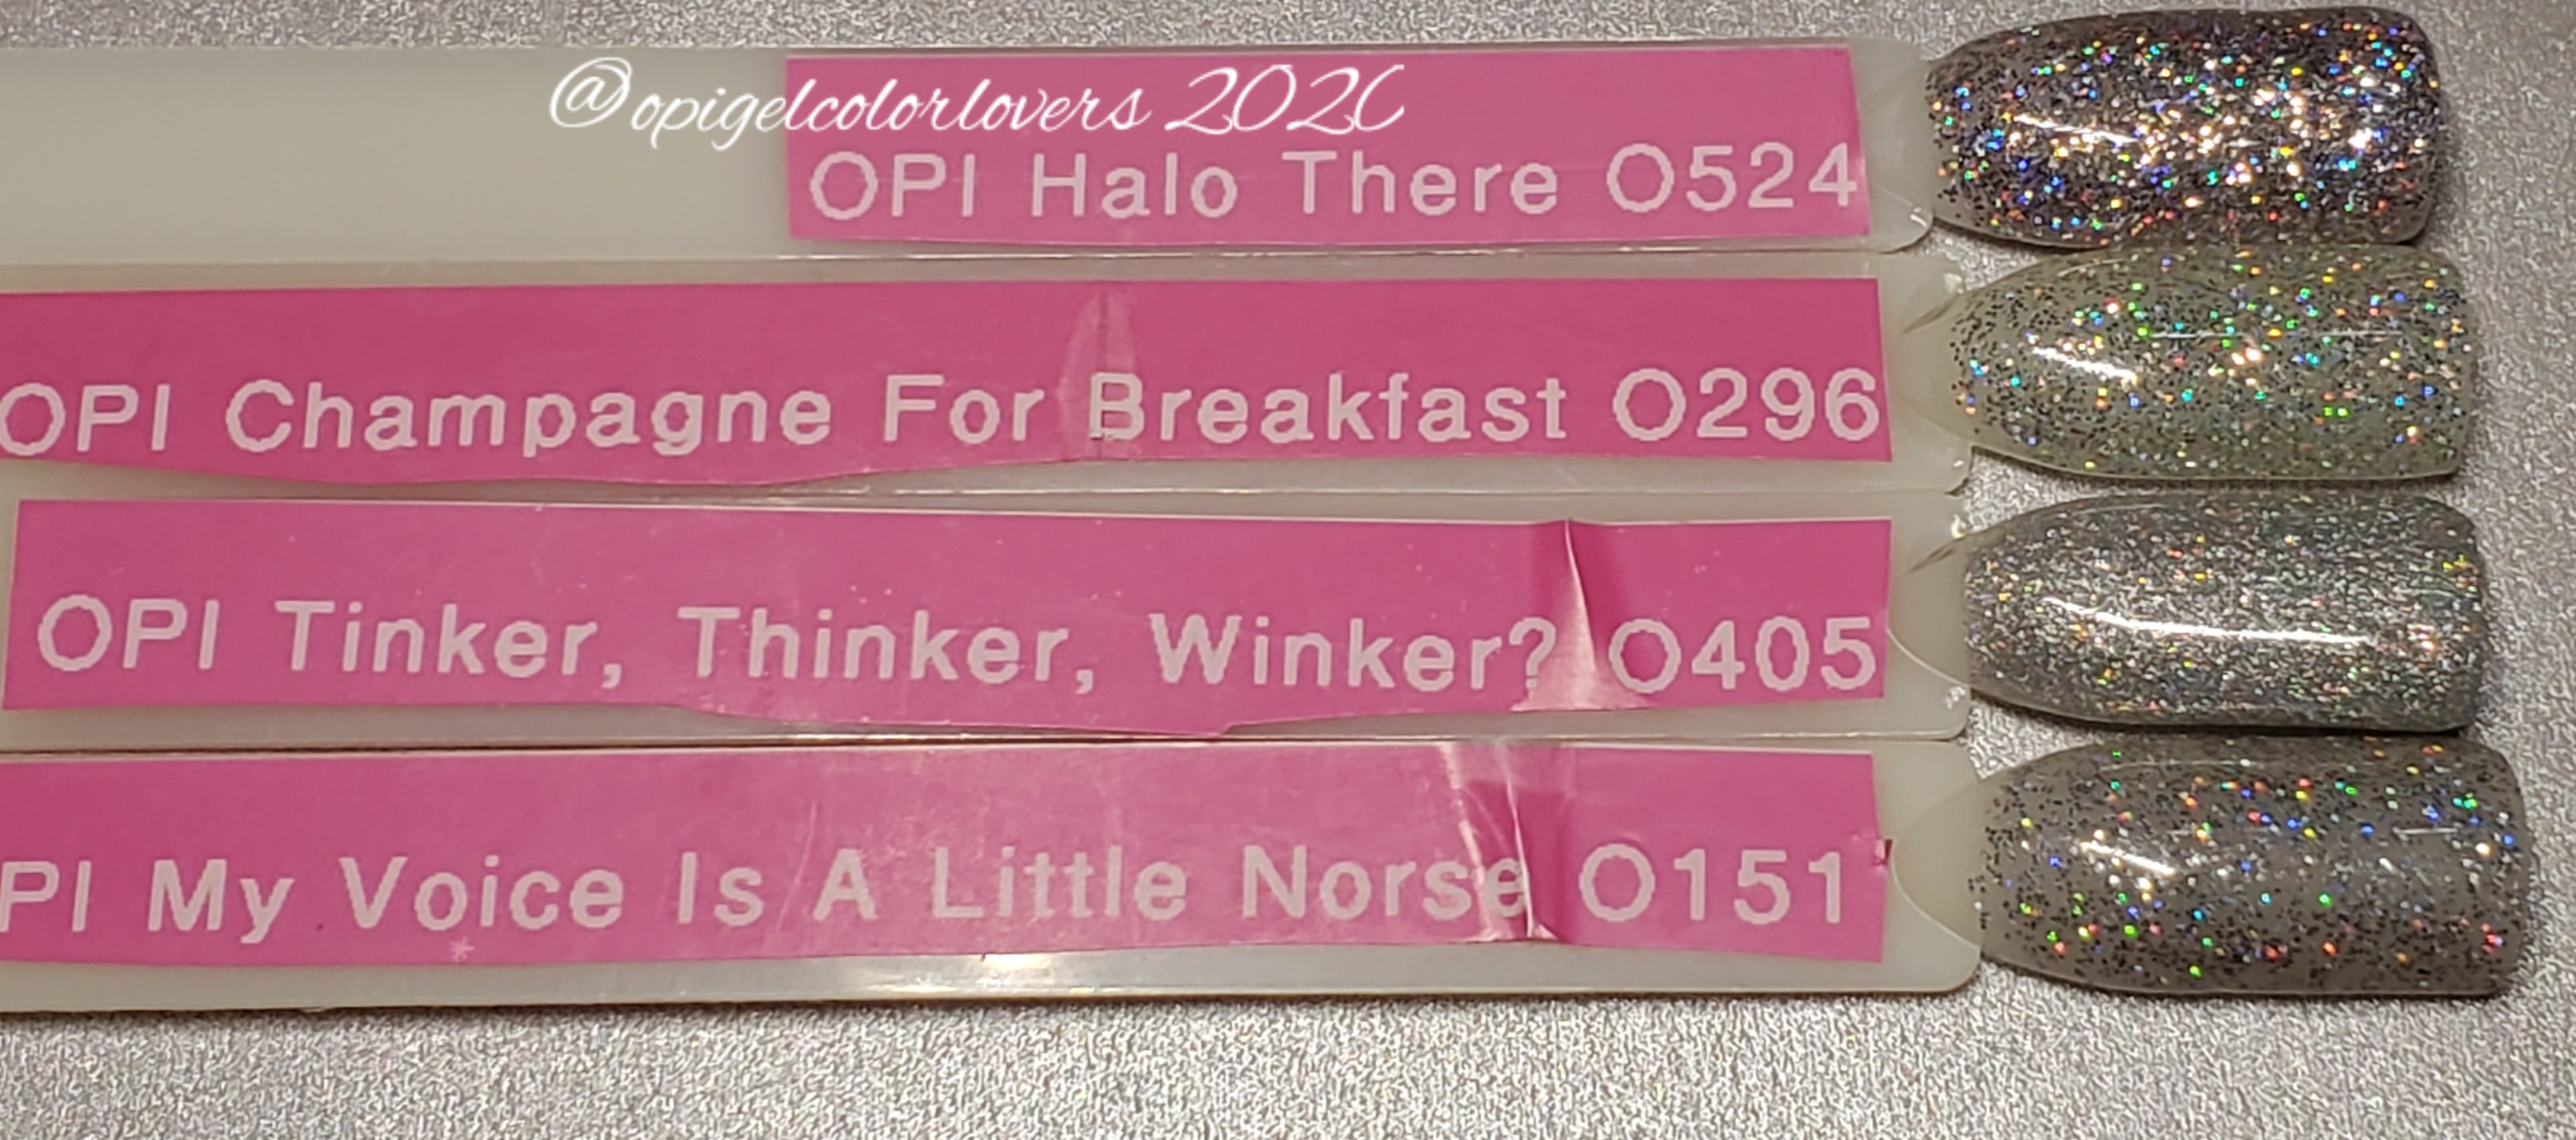 @opigelcolorlovers 2020
OPI Halo There O524
OPI Champagne For Breakfast O296
OPI Tinker, Thinker, Winker? O405
PI My Voice Is A Little Norse O151